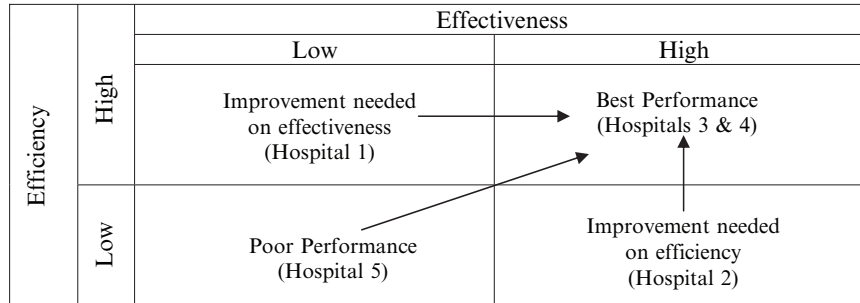 Effectiveness
Low
High
Efficiency
High
Improvement needed
on effectiveness
(Hospital 1)
Best Performance
(Hospitals 3 & 4)
Low
Poor Performance
(Hospital 5)
Improvement needed
on efficiency
(Hospital 2)